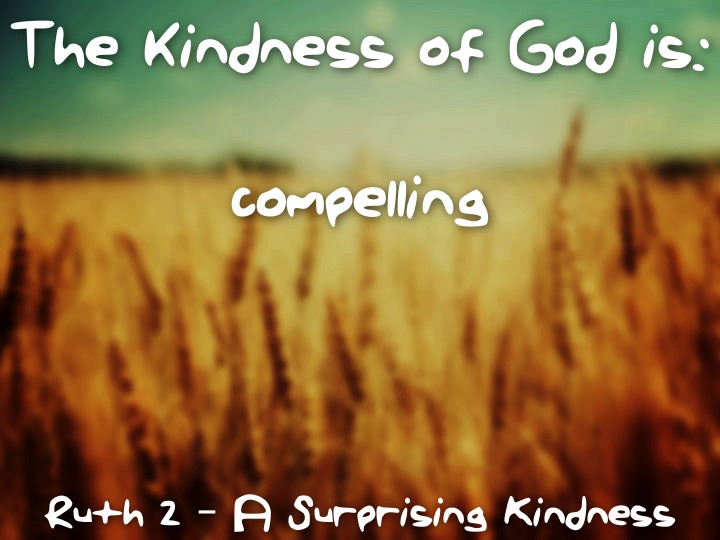 The Kindness of God is:
compelling
Ruth 2 - A Surprising Kindness